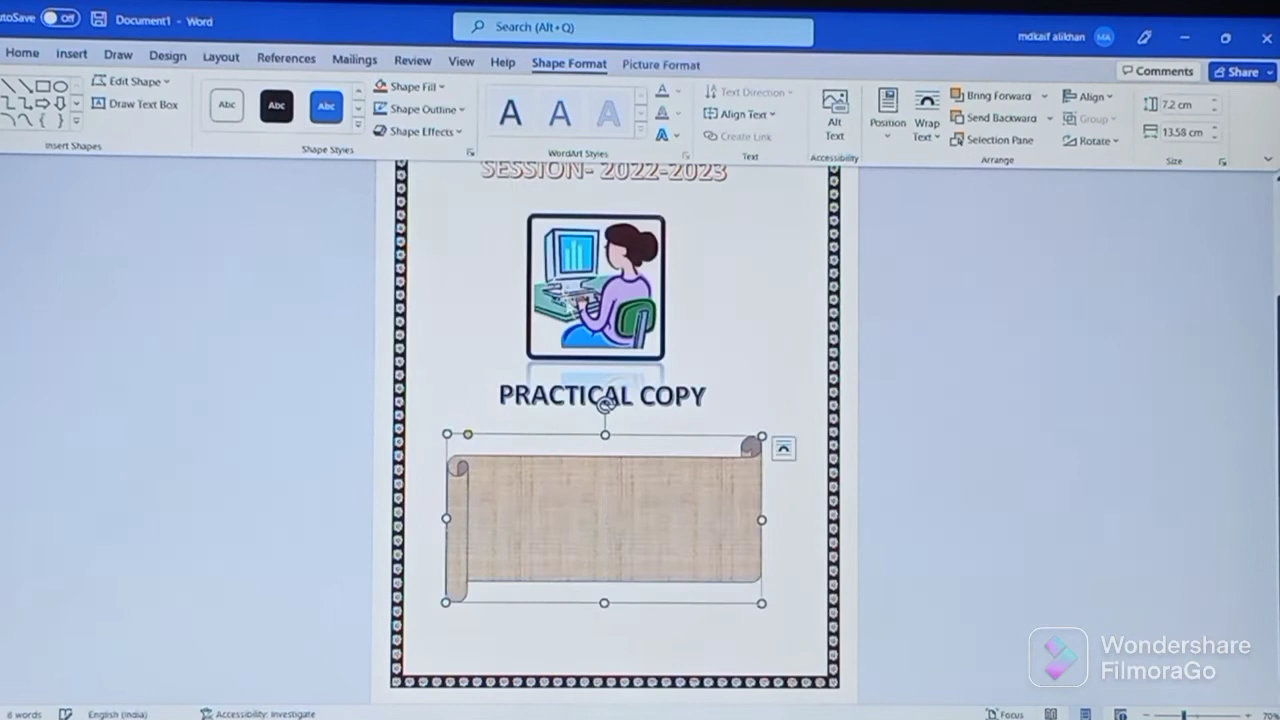 AutoSave Off Document1 - Word Search (Alt+Q) mdkaif alikhan MA
Home Insert Draw Design Layout References Mailings Review View Help Shape Format Picture Format Comments Share
Edit Shape
Draw Text Box
Insert Shapes
Abc Abc Abc
Shape Styles
Shape Fill
Shape Outline
Shape Effects
A A A
WordArt Styles
Text Direction
Align Text
Create Link
Text
Alt Text
Accessibility
Position
Wrap Text
Bring Forward
Send Backward
Selection Pane
Align
Group
Rotate
Arrange
7.2 cm
13.58 cm
Size
SESSION- 2022-2023
PRACTICAL COPY
Wondershare
FilmoraGo
8 words English (India) Accessibility: Investigate Focus 70%